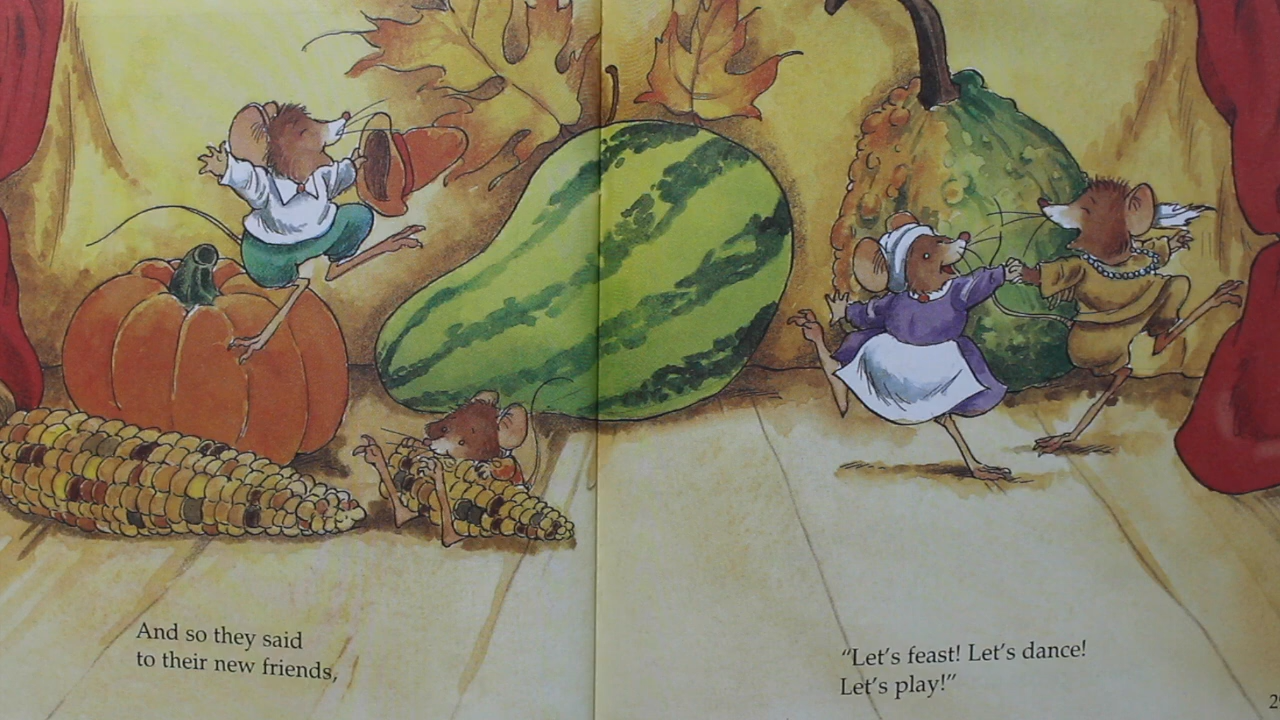 And so they said
to their new friends,
“Let’s feast! Let’s dance!
Let’s play!”